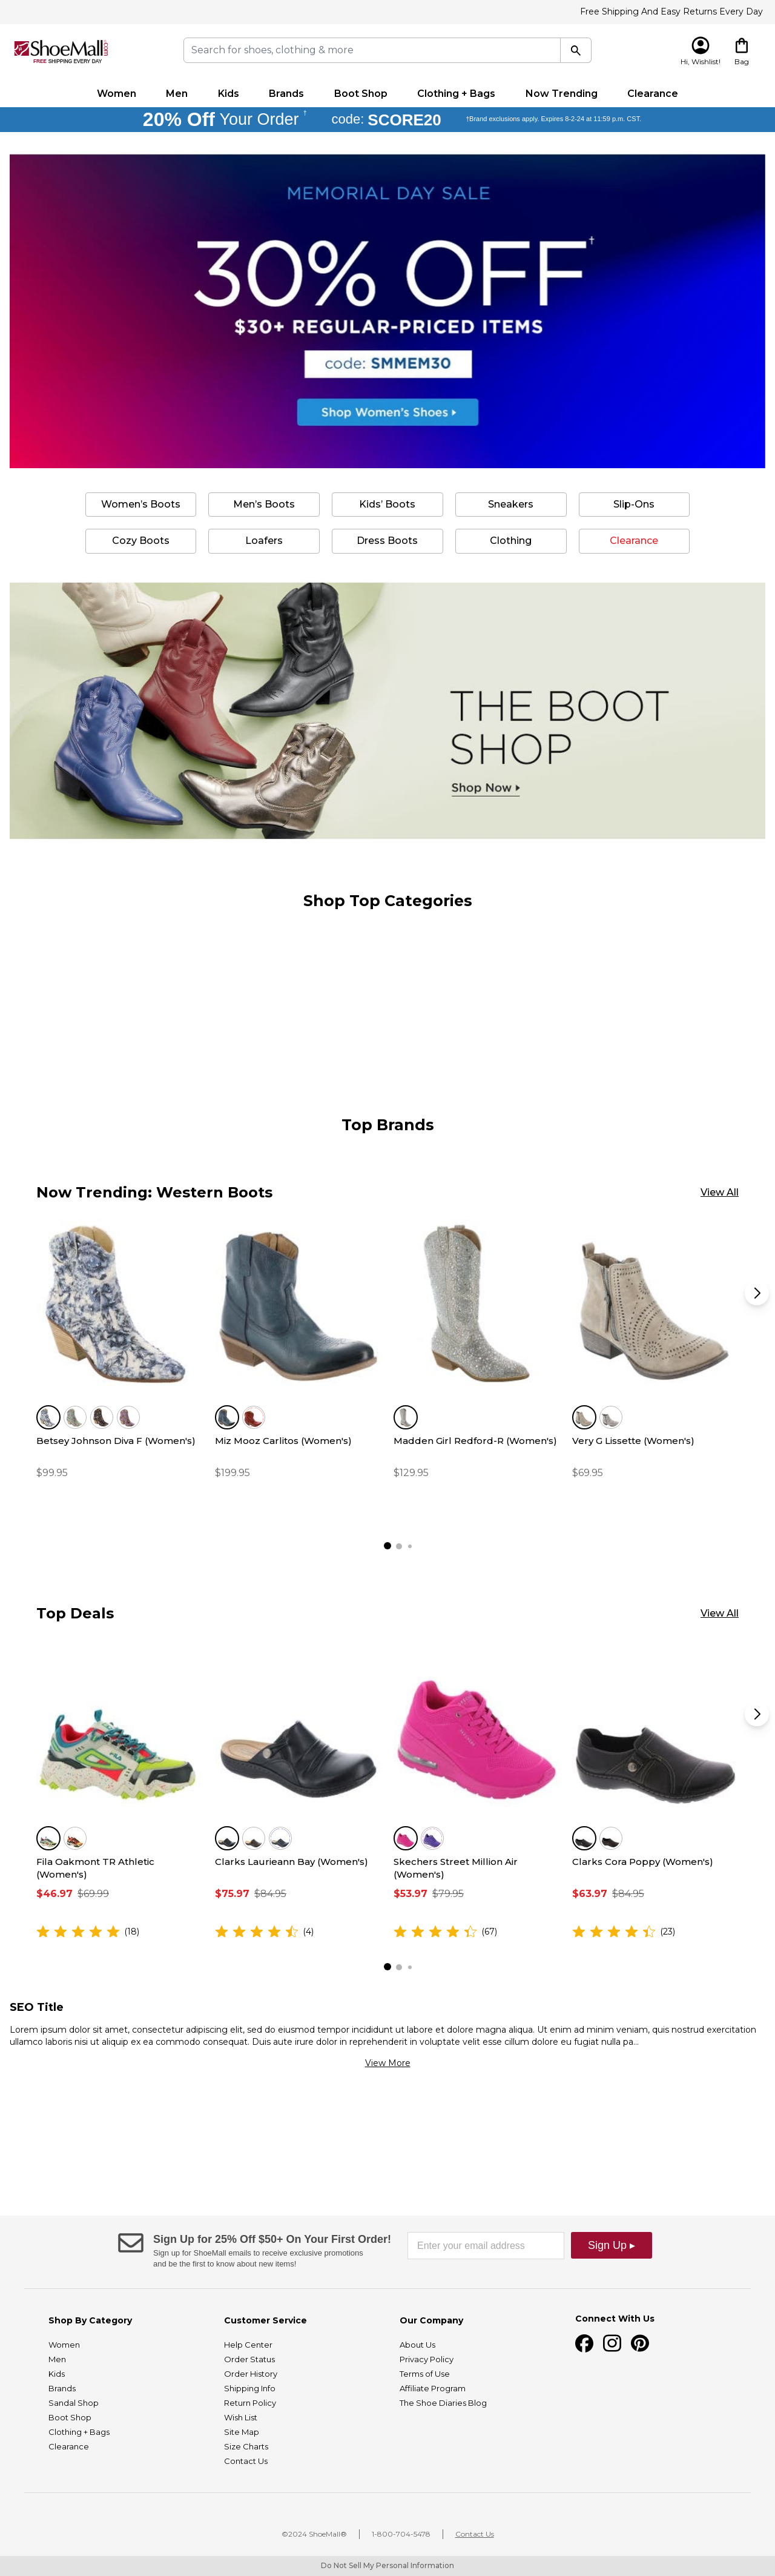 Free Shipping And Easy Returns Every Day
ShoeMall.com
FREE SHIPPING EVERY DAY
Search for shoes, clothing & more
Hi, Wishlist!
Bag
Women
Men
Kids
Brands
Boot Shop
Clothing + Bags
Now Trending
Clearance
20% Off Your Order † code: SCORE20 †Brand exclusions apply. Expires 8-2-24 at 11:59 p.m. CST.
MEMORIAL DAY SALE
30% OFF†
$30+ REGULAR-PRICED ITEMS
code: SMMEM30
Shop Women's Shoes ▸
Women's Boots
Men's Boots
Kids' Boots
Sneakers
Slip-Ons
Cozy Boots
Loafers
Dress Boots
Clothing
Clearance
THE BOOT
SHOP
Shop Now ▸
Shop Top Categories
Top Brands
Now Trending: Western Boots
View All
Betsey Johnson Diva F (Women's)
$99.95
Miz Mooz Carlitos (Women's)
$199.95
Madden Girl Redford-R (Women's)
$129.95
Very G Lissette (Women's)
$69.95
Top Deals
View All
Fila Oakmont TR Athletic
(Women's)
$46.97 $69.99
(18)
Clarks Laurieann Bay (Women's)
$75.97 $84.95
(4)
Skechers Street Million Air
(Women's)
$53.97 $79.95
(67)
Clarks Cora Poppy (Women's)
$63.97 $84.95
(23)
SEO Title
Lorem ipsum dolor sit amet, consectetur adipiscing elit, sed do eiusmod tempor incididunt ut labore et dolore magna aliqua. Ut enim ad minim veniam, quis nostrud exercitation
ullamco laboris nisi ut aliquip ex ea commodo consequat. Duis aute irure dolor in reprehenderit in voluptate velit esse cillum dolore eu fugiat nulla pa...
View More
Sign Up for 25% Off $50+ On Your First Order!
Sign up for ShoeMall emails to receive exclusive promotions
and be the first to know about new items!
Enter your email address
Sign Up ▸
Shop By Category
Women
Men
Kids
Brands
Sandal Shop
Boot Shop
Clothing + Bags
Clearance
Customer Service
Help Center
Order Status
Order History
Shipping Info
Return Policy
Wish List
Site Map
Size Charts
Contact Us
Our Company
About Us
Privacy Policy
Terms of Use
Affiliate Program
The Shoe Diaries Blog
Connect With Us
©2024 ShoeMall®
1-800-704-5478
Contact Us
Do Not Sell My Personal Information